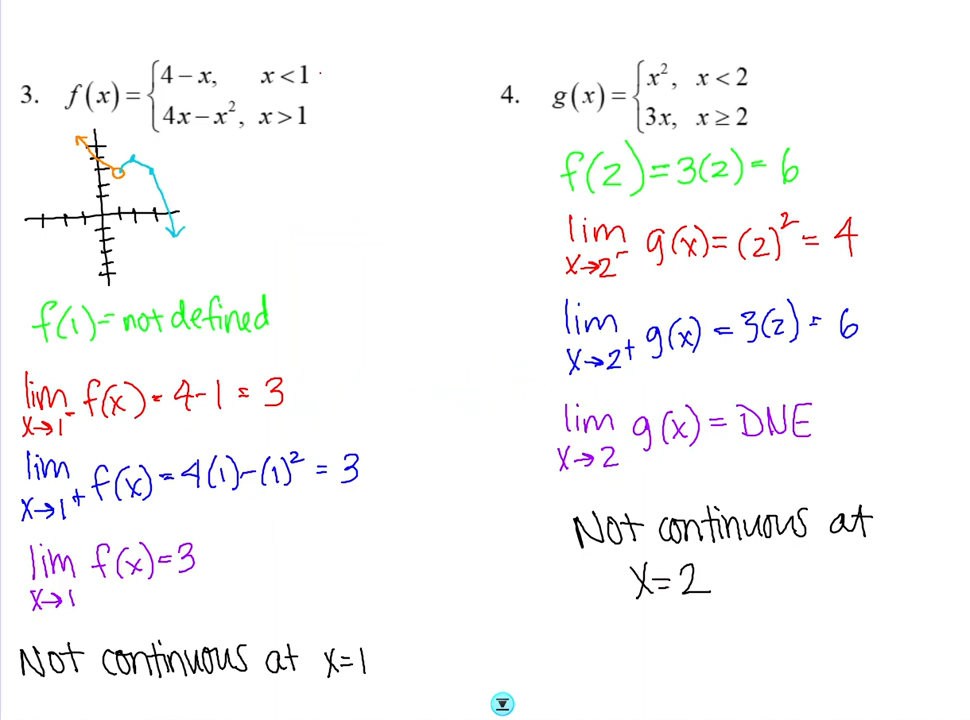 3. f(x) = { 4 − x, x < 1
4x − x², x > 1
f(1) = not defined
lim x→1⁻ f(x) = 4 - 1 = 3
lim x→1⁺ f(x) = 4(1) - (1)² = 3
lim x→1 f(x) = 3
Not continuous at x = 1
4. g(x) = { x², x < 2
3x, x ≥ 2
f(2) = 3(2) = 6
lim x→2⁻ g(x) = (2)² = 4
lim x→2⁺ g(x) = 3(2) = 6
lim x→2 g(x) = DNE
Not continuous at
x = 2